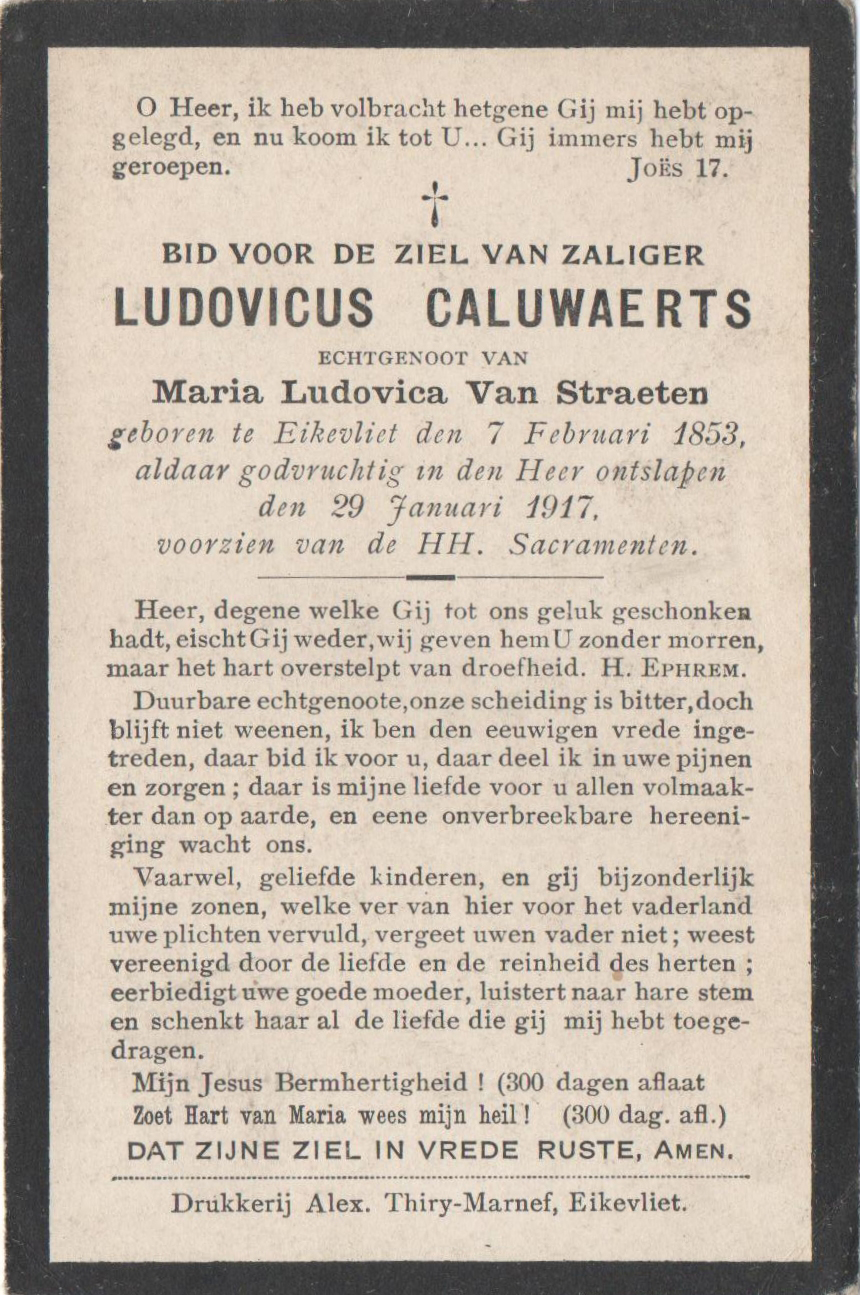 O Heer, ik heb volbracht hetgene Gij mij hebt op-
gelegd, en nu koom ik tot U... Gij immers hebt mij
geroepen. Joës 17.
BID VOOR DE ZIEL VAN ZALIGER
LUDOVICUS CALUWAERTS
ECHTGENOOT VAN
Maria Ludovica Van Straeten
geboren te Eikevliet den 7 Februari 1853,
aldaar godvruchtig in den Heer ontslapen
den 29 Januari 1917,
voorzien van de HH. Sacramenten.
Heer, degene welke Gij tot ons geluk geschonken
hadt, eischt Gij weder, wij geven hem U zonder morren,
maar het hart overstelpt van droefheid. H. EPHREM.
Duurbare echtgenoote, onze scheiding is bitter, doch
blijft niet weenen, ik ben den eeuwigen vrede inge-
treden, daar bid ik voor u, daar deel ik in uwe pijnen
en zorgen ; daar is mijne liefde voor u allen volmaak-
ter dan op aarde, en eene onverbreekbare hereeni-
ging wacht ons.
Vaarwel, geliefde kinderen, en gij bijzonderlijk
mijne zonen, welke ver van hier voor het vaderland
uwe plichten vervuld, vergeet uwen vader niet ; weest
vereenigd door de liefde en de reinheid des herten ;
eerbiedigt uwe goede moeder, luistert naar hare stem
en schenkt haar al de liefde die gij mij hebt toege-
dragen.
Mijn Jesus Bermhertigheid ! (300 dagen aflaat
Zoet Hart van Maria wees mijn heil ! (300 dag. afl.)
DAT ZIJNE ZIEL IN VREDE RUSTE, AMEN.
Drukkerij Alex. Thiry-Marnef, Eikevliet.